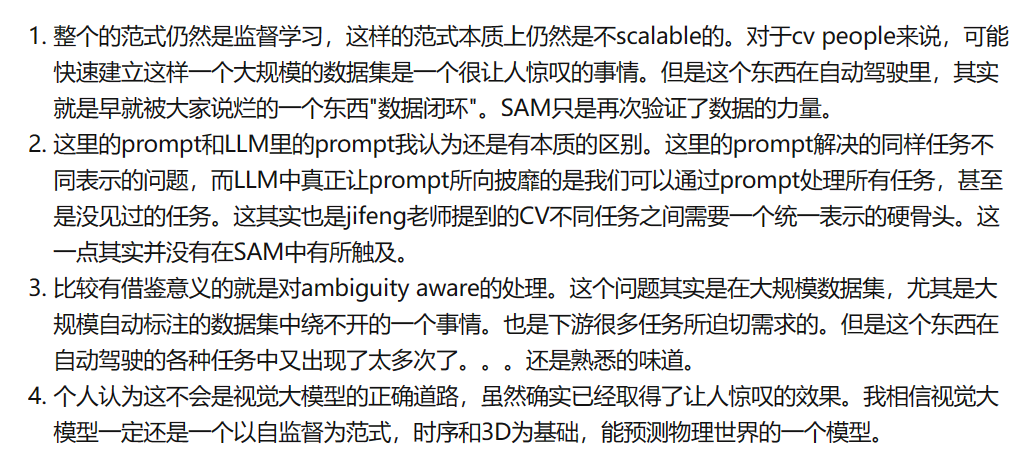 1. 整个的范式仍然是监督学习，这样的范式本质上仍然是不scalable的。对于cv people来说，可能
快速建立这样一个大规模的数据集是一个很让人惊叹的事情。但是这个东西在自动驾驶里，其实
就是早就被大家说烂的一个东西"数据闭环"。SAM只是再次验证了数据的力量。
2. 这里的prompt和LLM里的prompt我认为还是有本质的区别。这里的prompt解决的同样任务不
同表示的问题，而LLM中真正让prompt所向披靡的是我们可以通过prompt处理所有任务，甚至
是没见过的任务。这其实也是jifeng老师提到的CV不同任务之间需要一个统一表示的硬骨头。这
一点其实并没有在SAM中有所触及。
3. 比较有借鉴意义的就是对ambiguity aware的处理。这个问题其实是在大规模数据集，尤其是大
规模自动标注的数据集中绕不开的一个事情。也是下游很多任务所迫切需求的。但是这个东西在
自动驾驶的各种任务中又出现了太多次了。。。还是熟悉的味道。
4. 个人认为这不会是视觉大模型的正确道路，虽然确实已经取得了让人惊叹的效果。我相信视觉大
模型一定还是一个以自监督为范式，时序和3D为基础，能预测物理世界的一个模型。